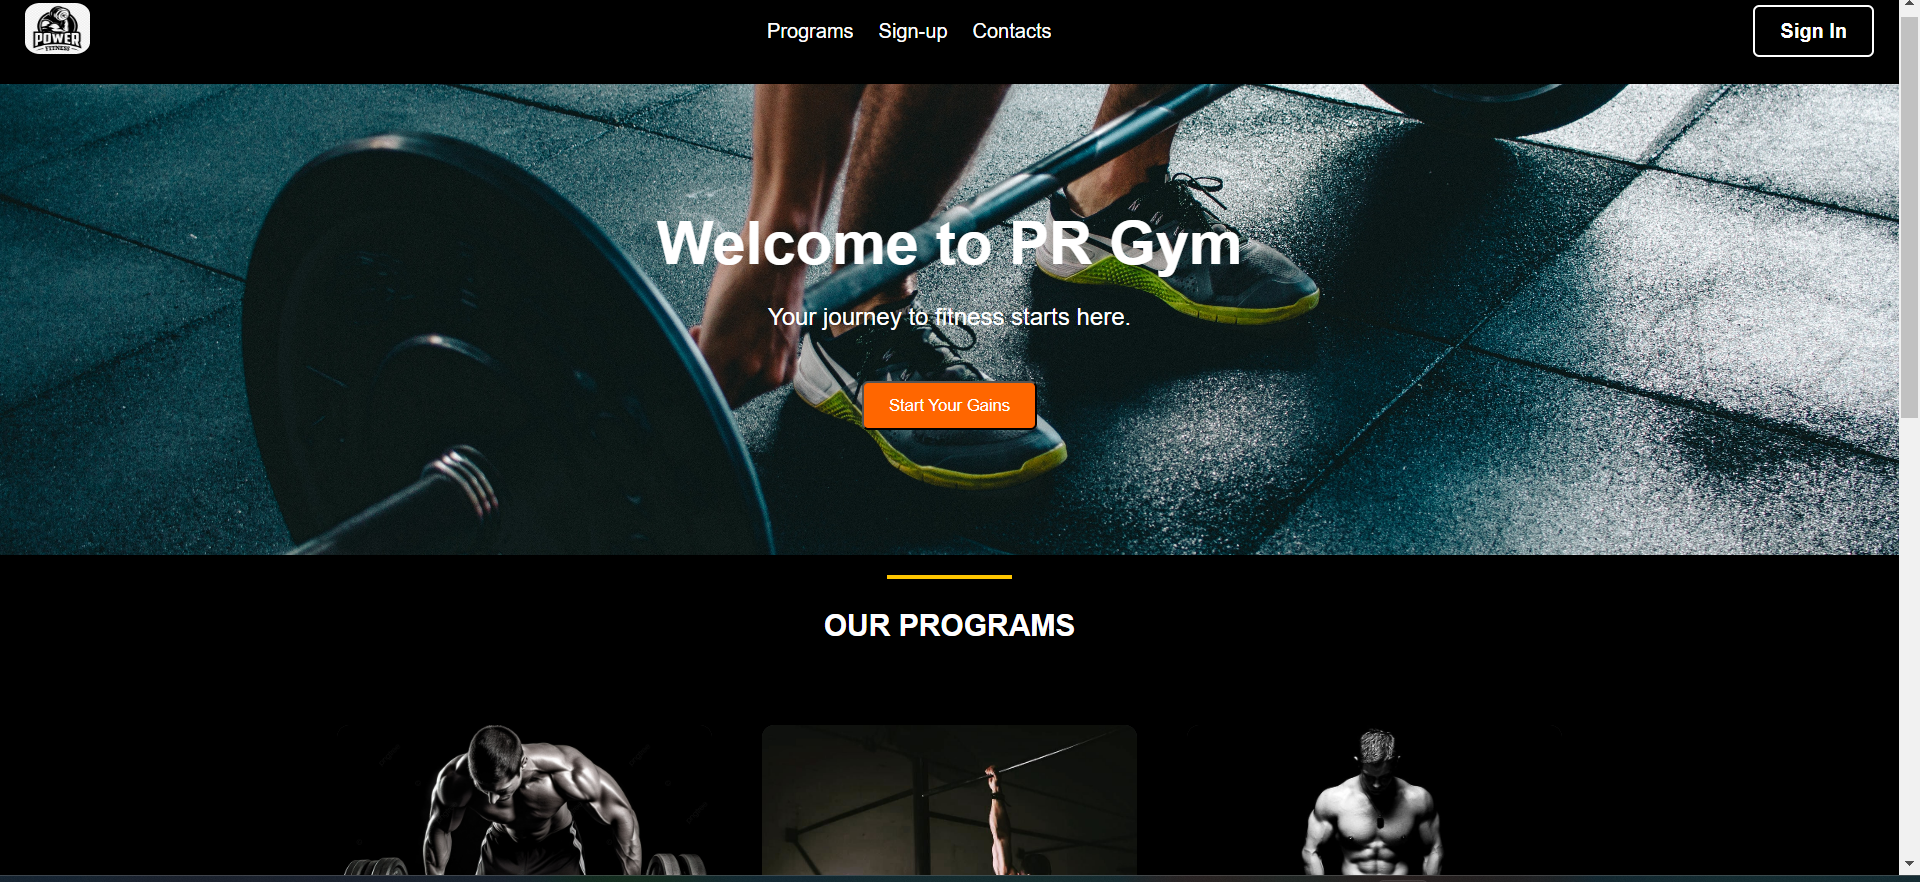 POWER
FITNESS
Programs Sign-up Contacts
Sign In
Welcome to PR Gym
Your journey to fitness starts here.
Start Your Gains
OUR PROGRAMS